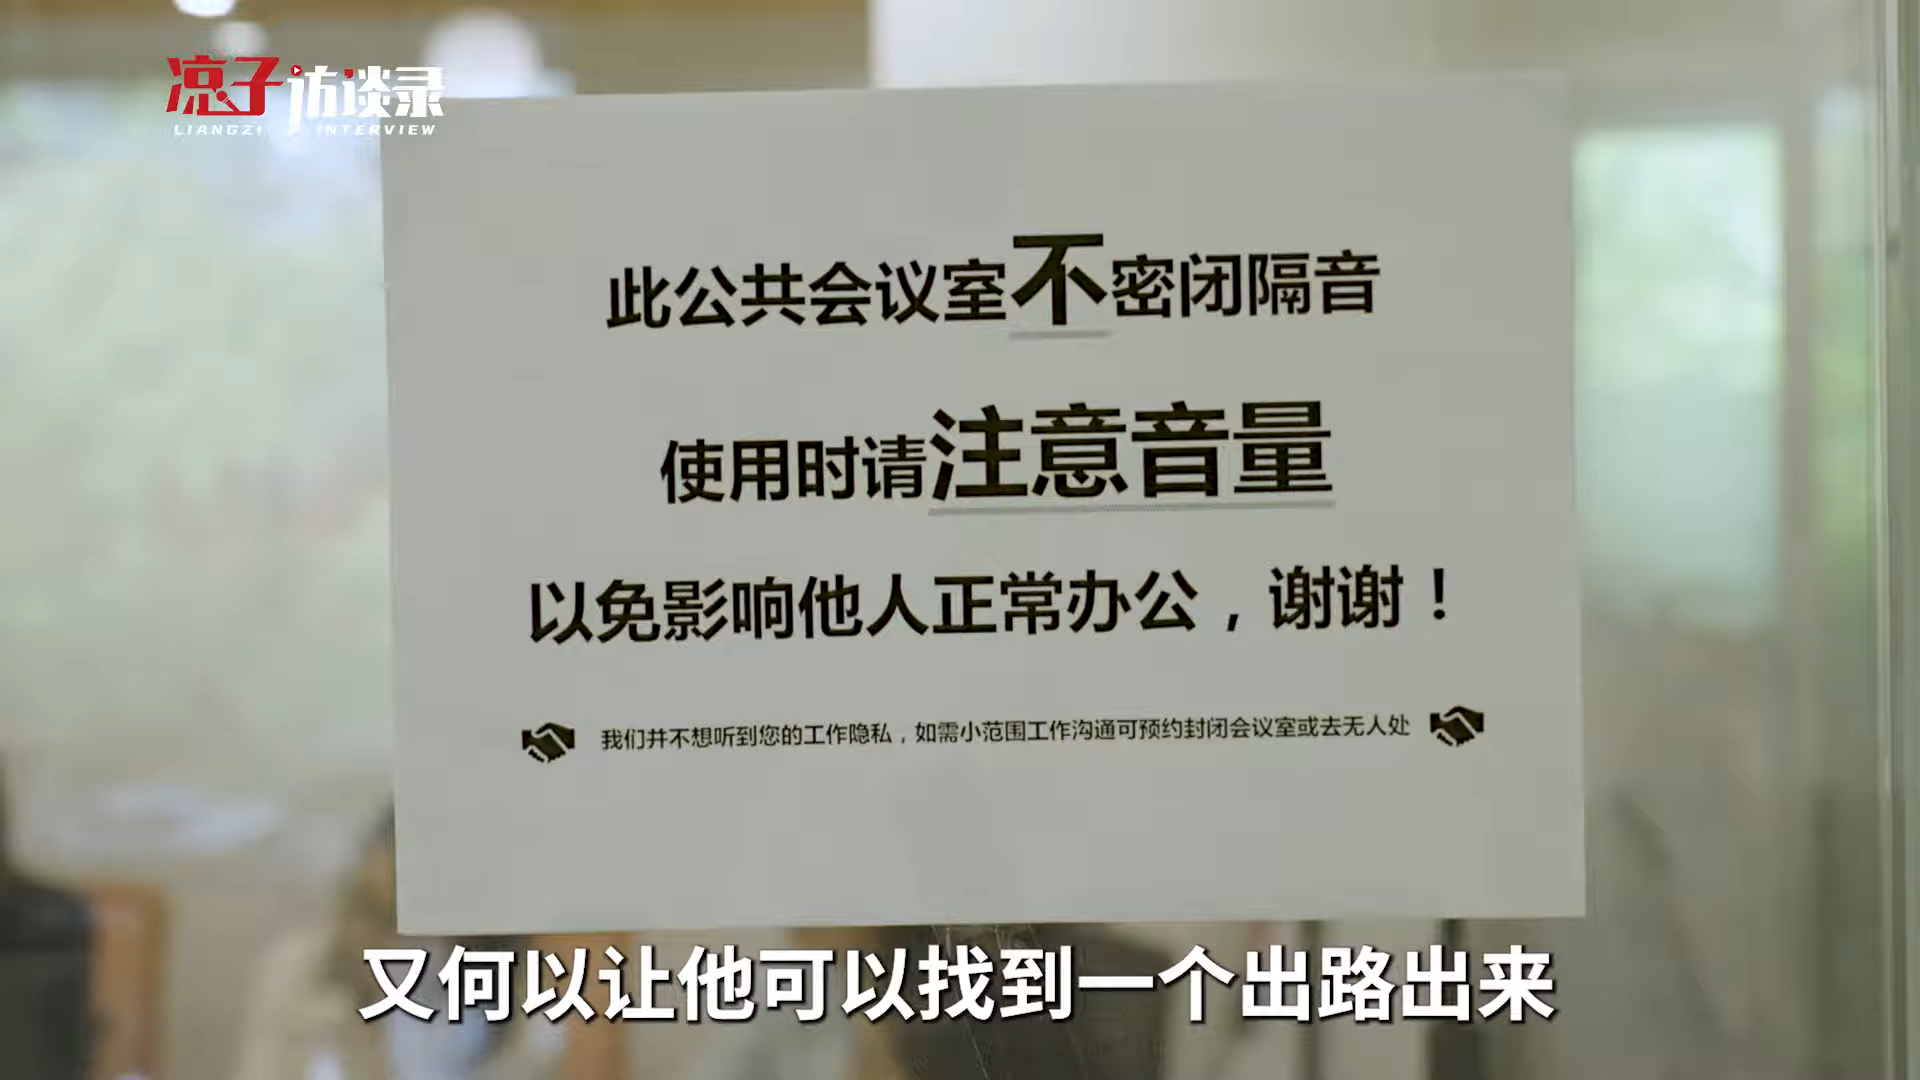 凉子访谈录
LIANGZI INTERVIEW
此公共会议室不密闭隔音
使用时请注意音量
以免影响他人正常办公，谢谢！
我们并不想听到您的工作隐私，如需小范围工作沟通可预约封闭会议室或去无人处
又何以让他可以找到一个出路出来